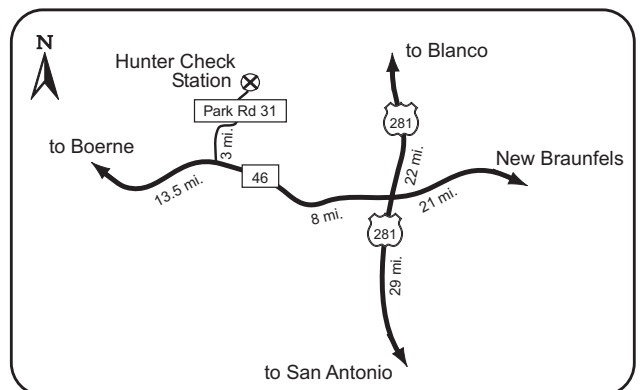 N
Hunter Check
Station
Park Rd 31
3 mi.
to Boerne
13.5 mi.
46
8 mi.
to Blanco
281
22 mi.
New Braunfels
21 mi.
281
29 mi.
to San Antonio